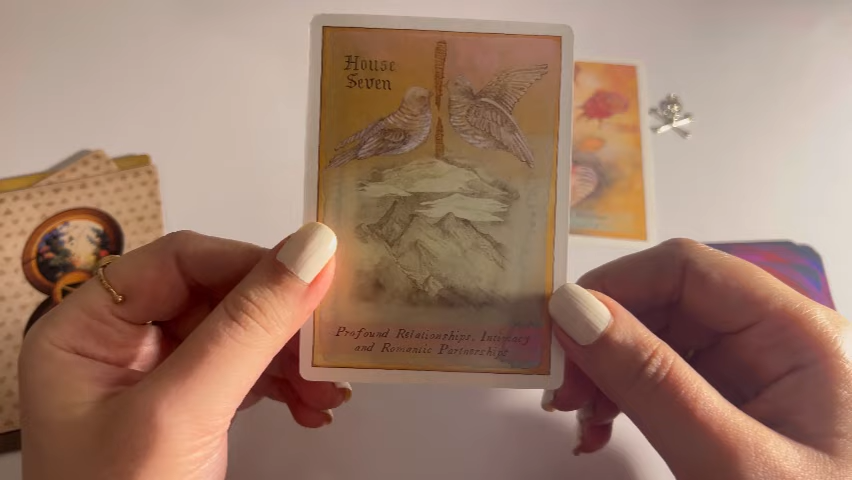 House
Seven
Profound Relationships, Intimacy
and Romantic Partnerships